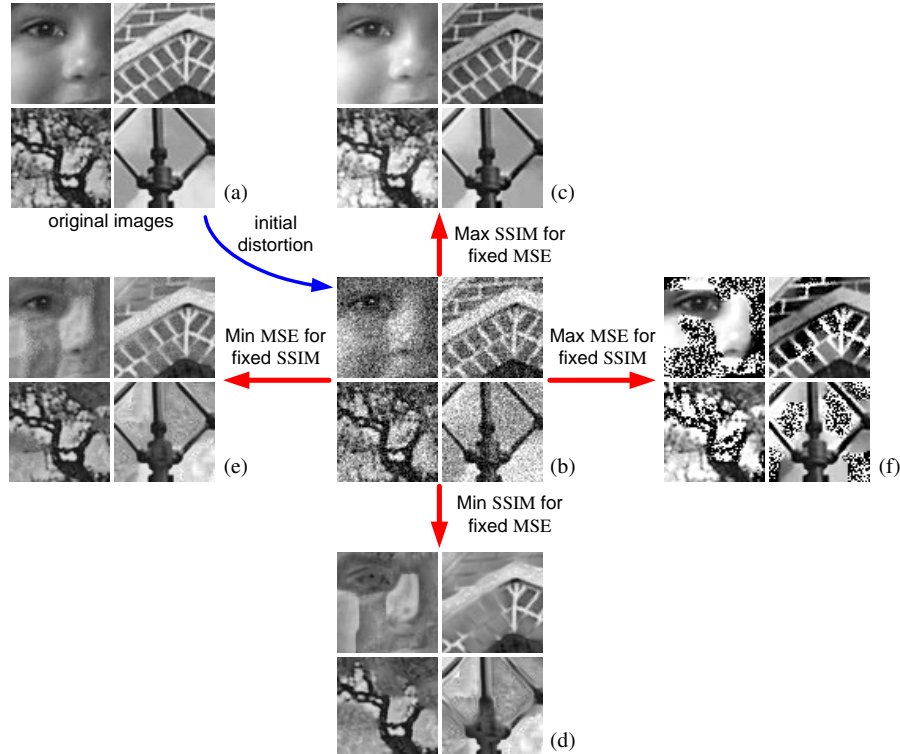 (a)
(c)
original images
initial
distortion
Max SSIM for
fixed MSE
Min MSE for
fixed SSIM
Max MSE for
fixed SSIM
(e)
(b)
(f)
Min SSIM for
fixed MSE
(d)